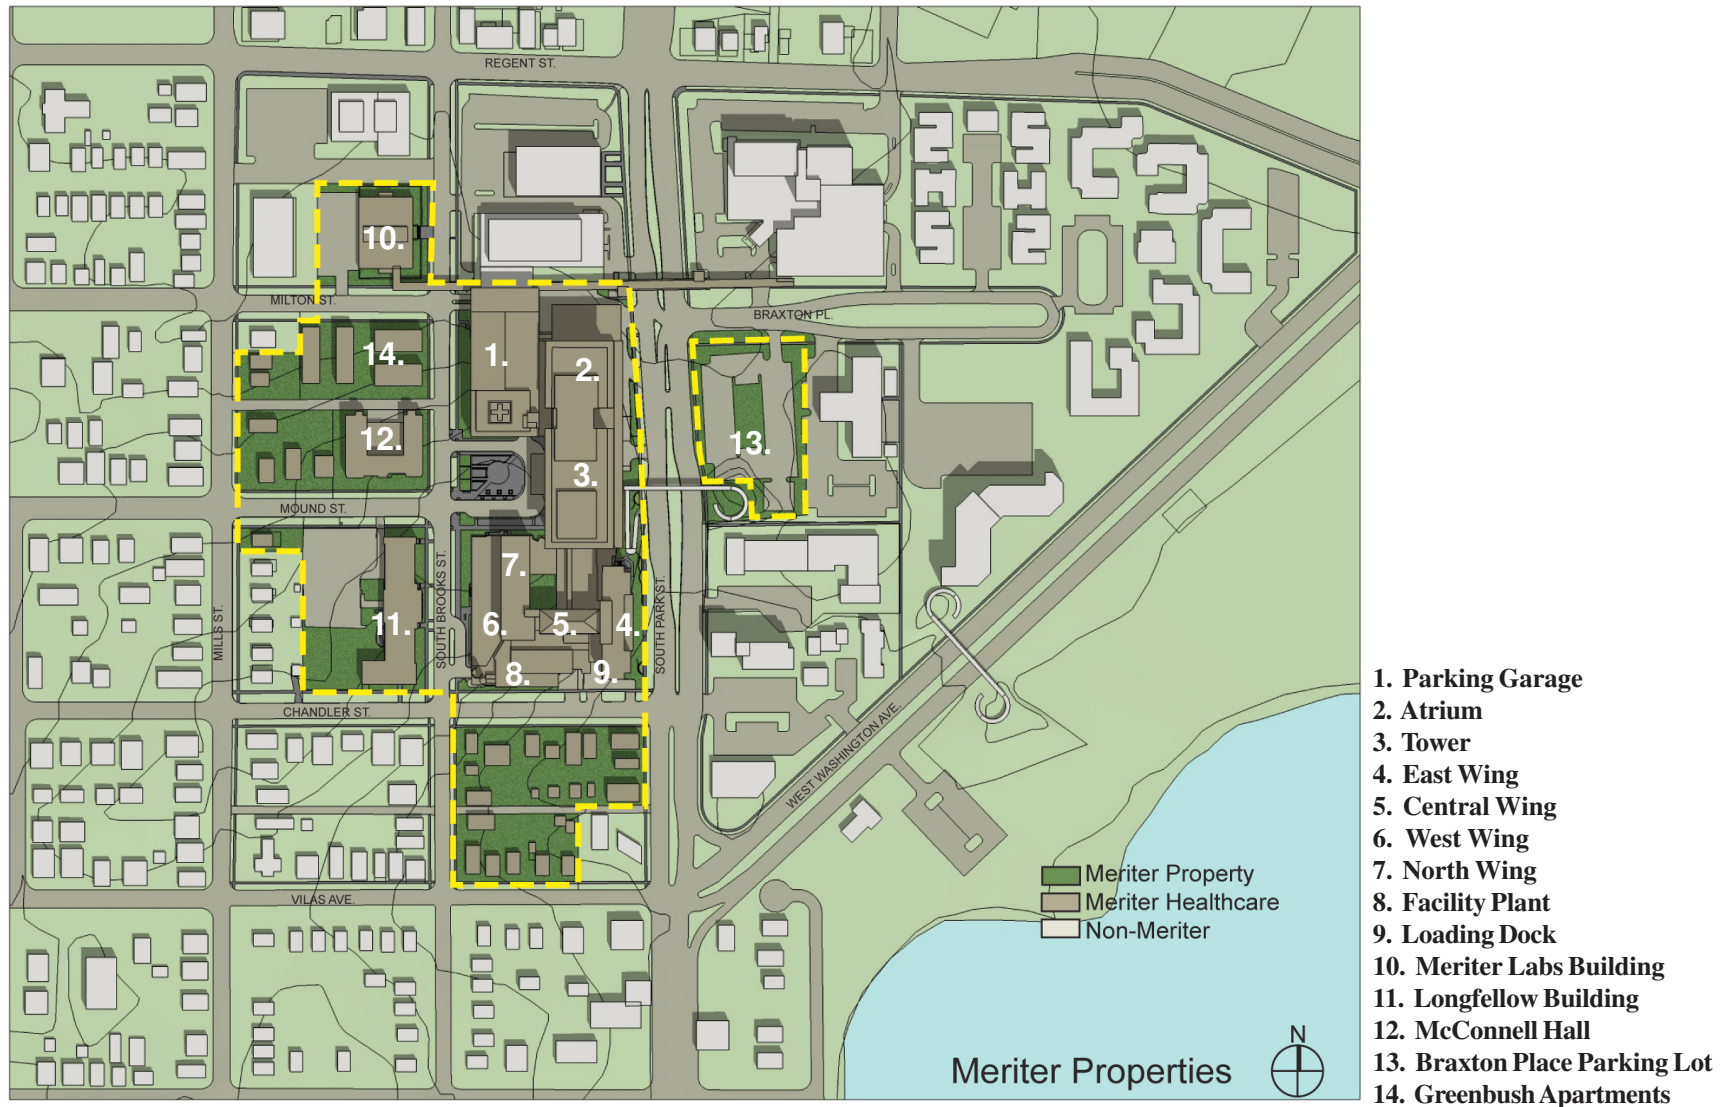 REGENT ST.
10.
MILTON ST.
BRAXTON PL.
1.
14.
2.
12.
13.
3.
MOUND ST.
7.
SOUTH BROOKS ST.
MILLS ST.
SOUTH PARK ST.
11.
6.
5.
4.
8.
9.
CHANDLER ST.
WEST WASHINGTON AVE.
VILAS AVE.
Meriter Property
Meriter Healthcare
Non-Meriter
N
Meriter Properties
1. Parking Garage
2. Atrium
3. Tower
4. East Wing
5. Central Wing
6. West Wing
7. North Wing
8. Facility Plant
9. Loading Dock
10. Meriter Labs Building
11. Longfellow Building
12. McConnell Hall
13. Braxton Place Parking Lot
14. Greenbush Apartments